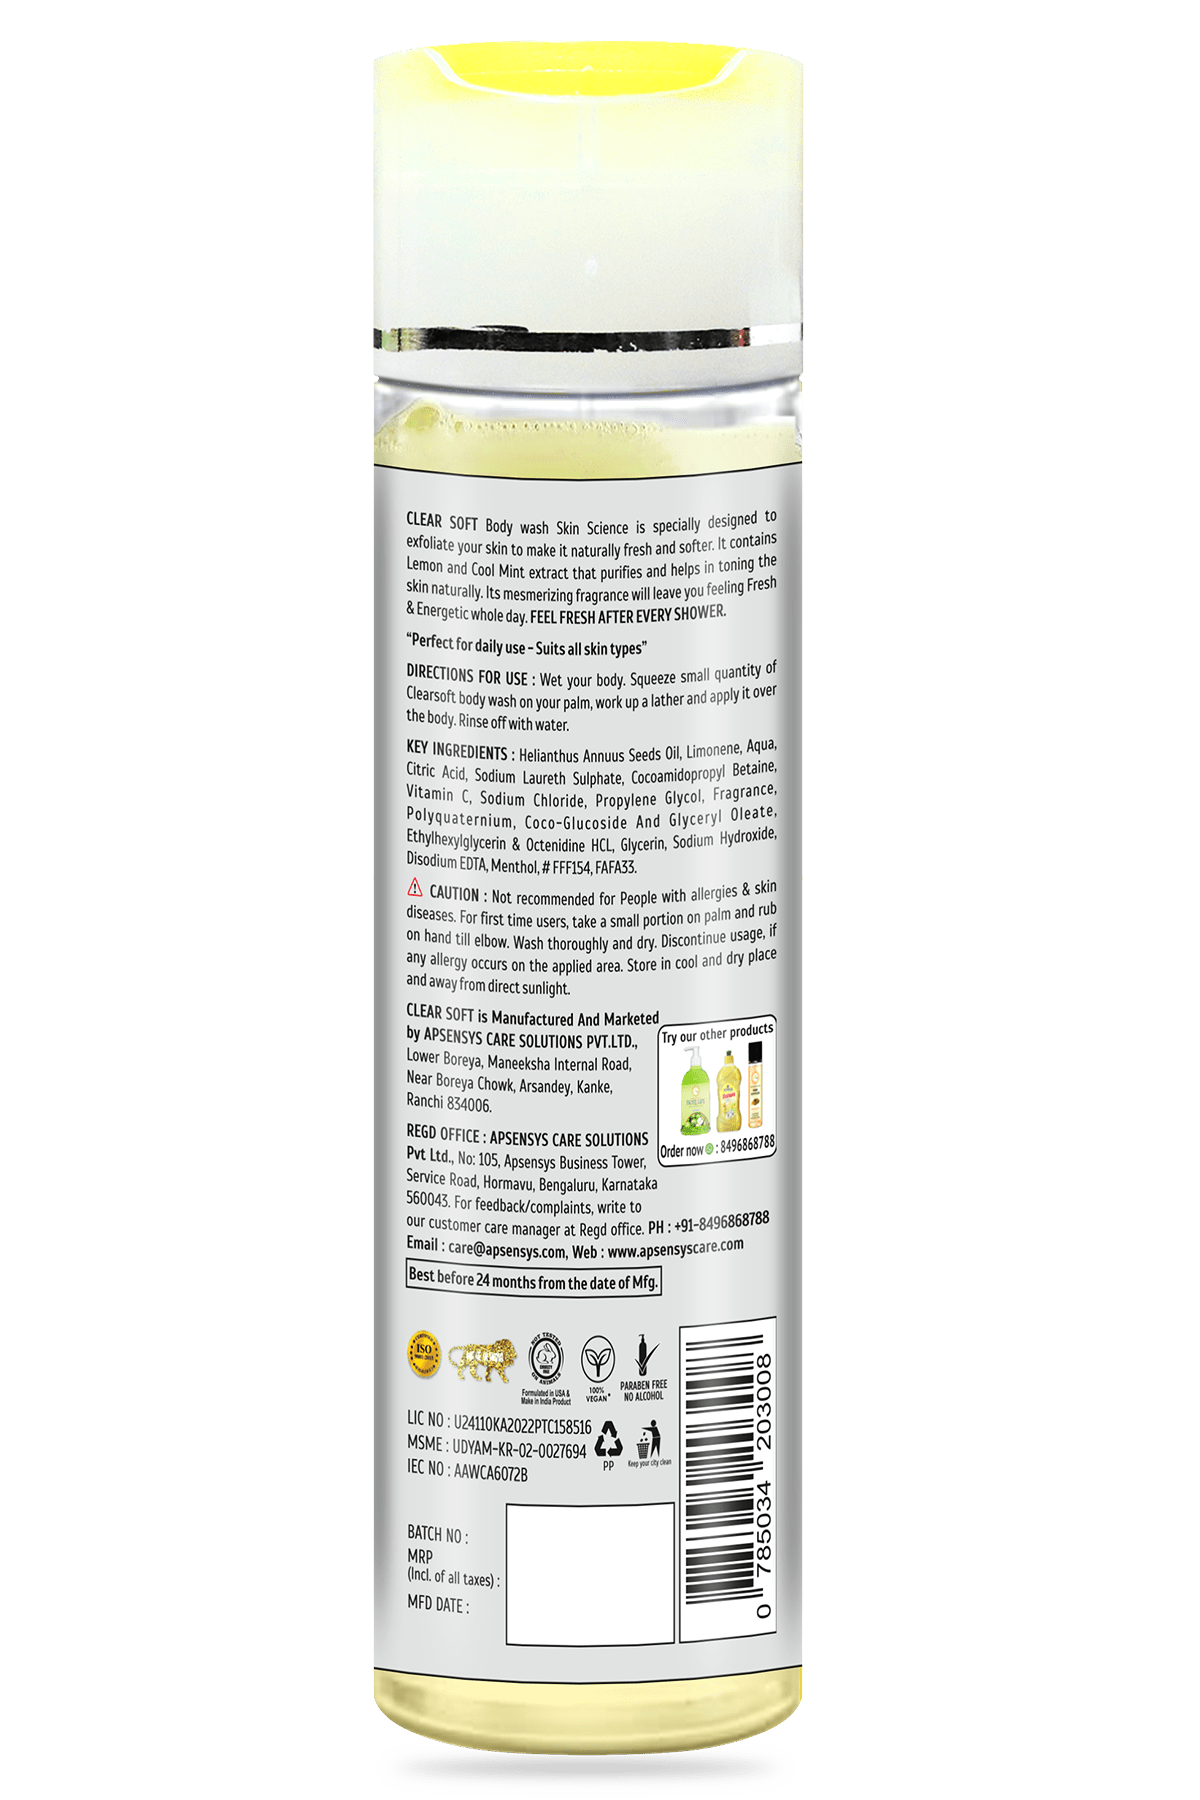 CLEAR SOFT Body wash Skin Science is specially designed to
exfoliate your skin to make it naturally fresh and softer. It contains
Lemon and Cool Mint extract that purifies and helps in toning the
skin naturally. Its mesmerizing fragrance will leave you feeling Fresh
& Energetic whole day. FEEL FRESH AFTER EVERY SHOWER.
“Perfect for daily use – Suits all skin types”
DIRECTIONS FOR USE : Wet your body. Squeeze small quantity of
Clearsoft body wash on your palm, work up a lather and apply it over
the body. Rinse off with water.
KEY INGREDIENTS : Helianthus Annuus Seeds Oil, Limonene, Aqua,
Citric Acid, Sodium Laureth Sulphate, Cocoamidopropyl Betaine,
Vitamin C, Sodium Chloride, Propylene Glycol, Fragrance,
Polyquaternium, Coco-Glucoside And Glyceryl Oleate,
Ethylhexylglycerin & Octenidine HCL, Glycerin, Sodium Hydroxide,
Disodium EDTA, Menthol, # FFF154, FAFA33.
CAUTION : Not recommended for People with allergies & skin
diseases. For first time users, take a small portion on palm and rub
on hand till elbow. Wash thoroughly and dry. Discontinue usage, if
any allergy occurs on the applied area. Store in cool and dry place
and away from direct sunlight.
CLEAR SOFT is Manufactured And Marketed
by APSENSYS CARE SOLUTIONS PVT.LTD.,
Lower Boreya, Maneeksha Internal Road,
Near Boreya Chowk, Arsandey, Kanke,
Ranchi 834006.
Try our other products
Order now : 8496868788
REGD OFFICE : APSENSYS CARE SOLUTIONS
Pvt Ltd., No: 105, Apsensys Business Tower,
Service Road, Hormavu, Bengaluru, Karnataka
560043. For feedback/complaints, write to
our customer care manager at Regd office. PH : +91-8496868788
Email : care@apsensys.com, Web : www.apsensyscare.com
Best before 24 months from the date of Mfg.
ISO
NOT TESTED
CRUELTY
FREE
ON ANIMALS
Formulated in USA &
Make in India Product
100%
VEGAN*
PARABEN FREE
NO ALCOHOL
LIC NO : U24110KA2022PTC158516
MSME : UDYAM-KR-02-0027694
IEC NO : AAWCA6072B
PP
Keep your city clean
BATCH NO :
MRP
(Incl. of all taxes) :
MFD DATE :
0 785034 203008